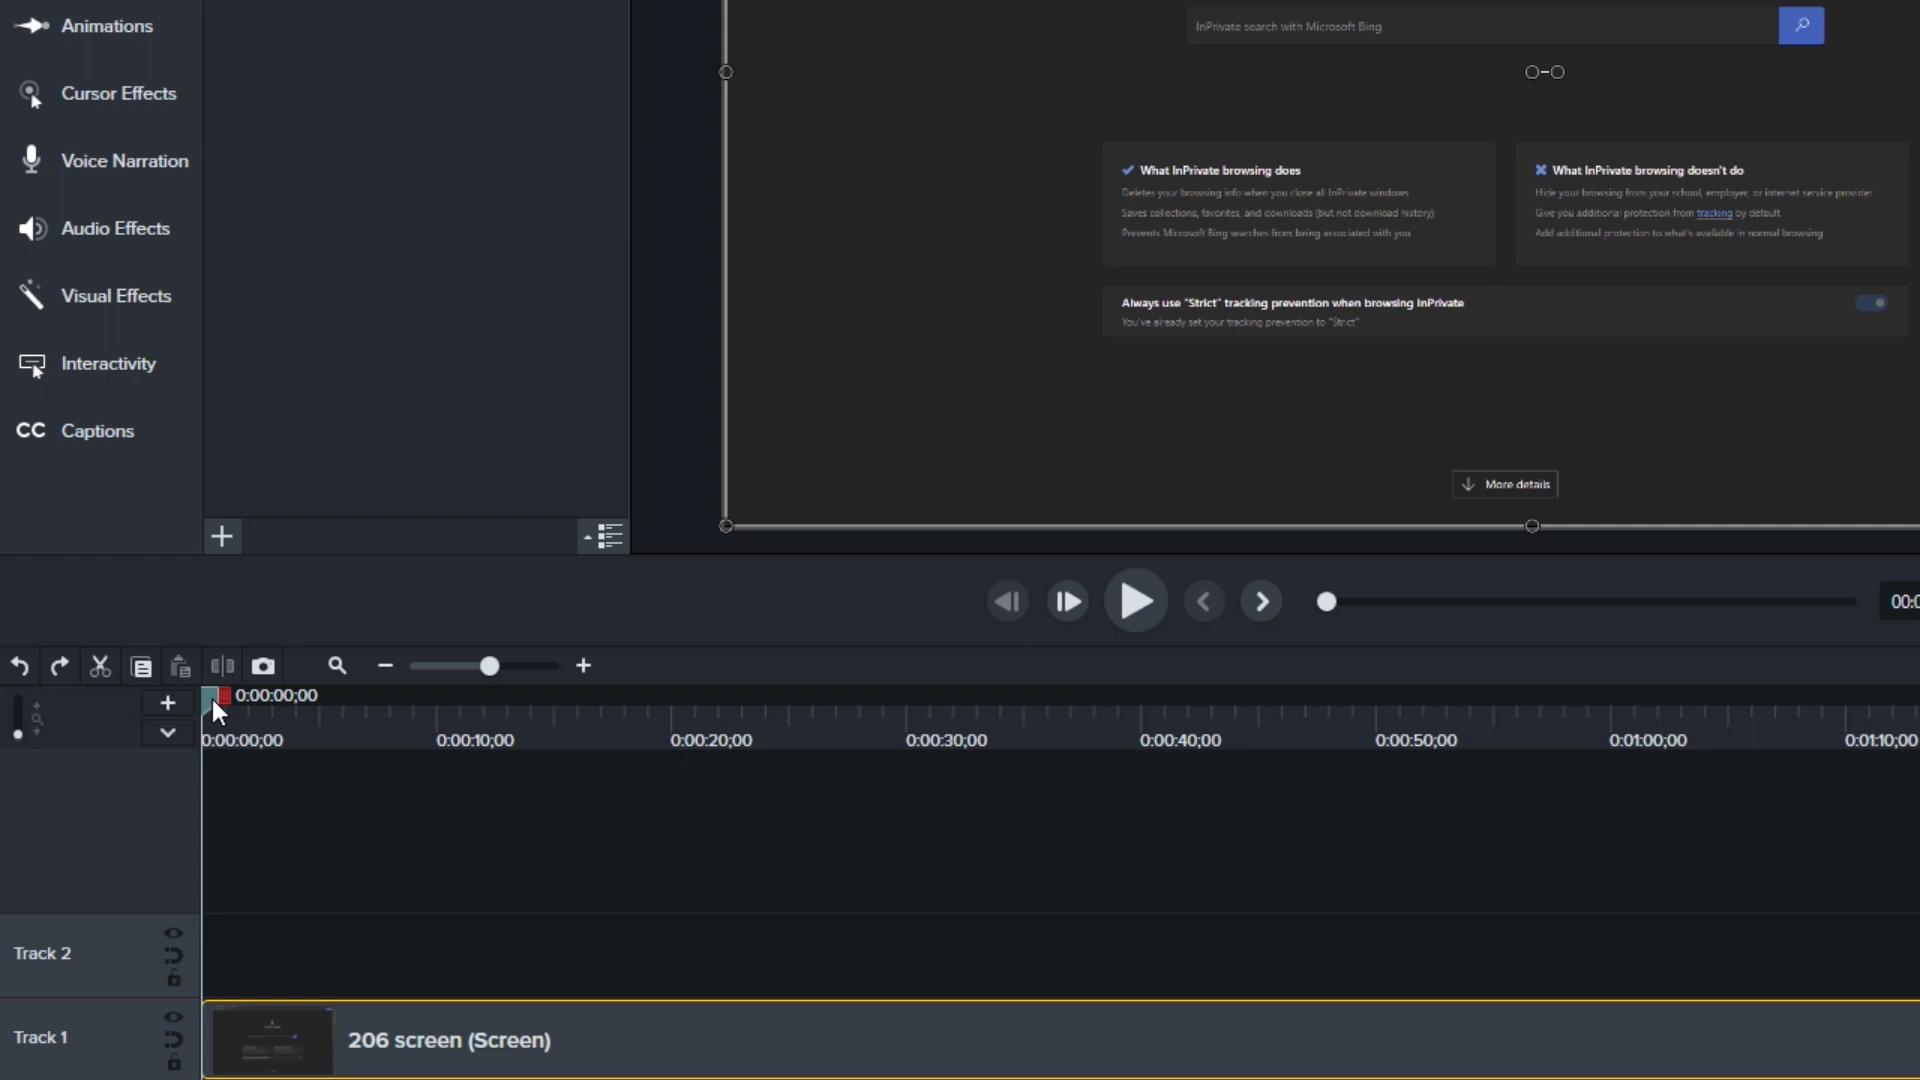 Animations
Cursor Effects
Voice Narration
Audio Effects
Visual Effects
Interactivity
CC Captions
InPrivate search with Microsoft Bing
What InPrivate browsing does
Deletes your browsing info when you close all InPrivate windows
Saves collections, favorites, and downloads (but not download history)
Prevents Microsoft Bing searches from being associated with you
What InPrivate browsing doesn't do
Hide your browsing from your school, employer, or internet service provider
Give you additional protection from tracking by default
Add additional protection to what's available in normal browsing
Always use "Strict" tracking prevention when browsing InPrivate
You've already set your tracking prevention to "Strict"
More details
00:0
0:00:00;00
0:00:00;00 0:00:10;00 0:00:20;00 0:00:30;00 0:00:40;00 0:00:50;00 0:01:00;00 0:01:10;00
Track 2
Track 1
206 screen (Screen)